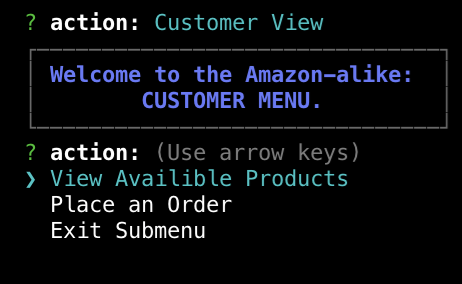 ? action: Customer View
Welcome to the Amazon-alike:
CUSTOMER MENU.
? action: (Use arrow keys)
❯ View Availible Products
Place an Order
Exit Submenu